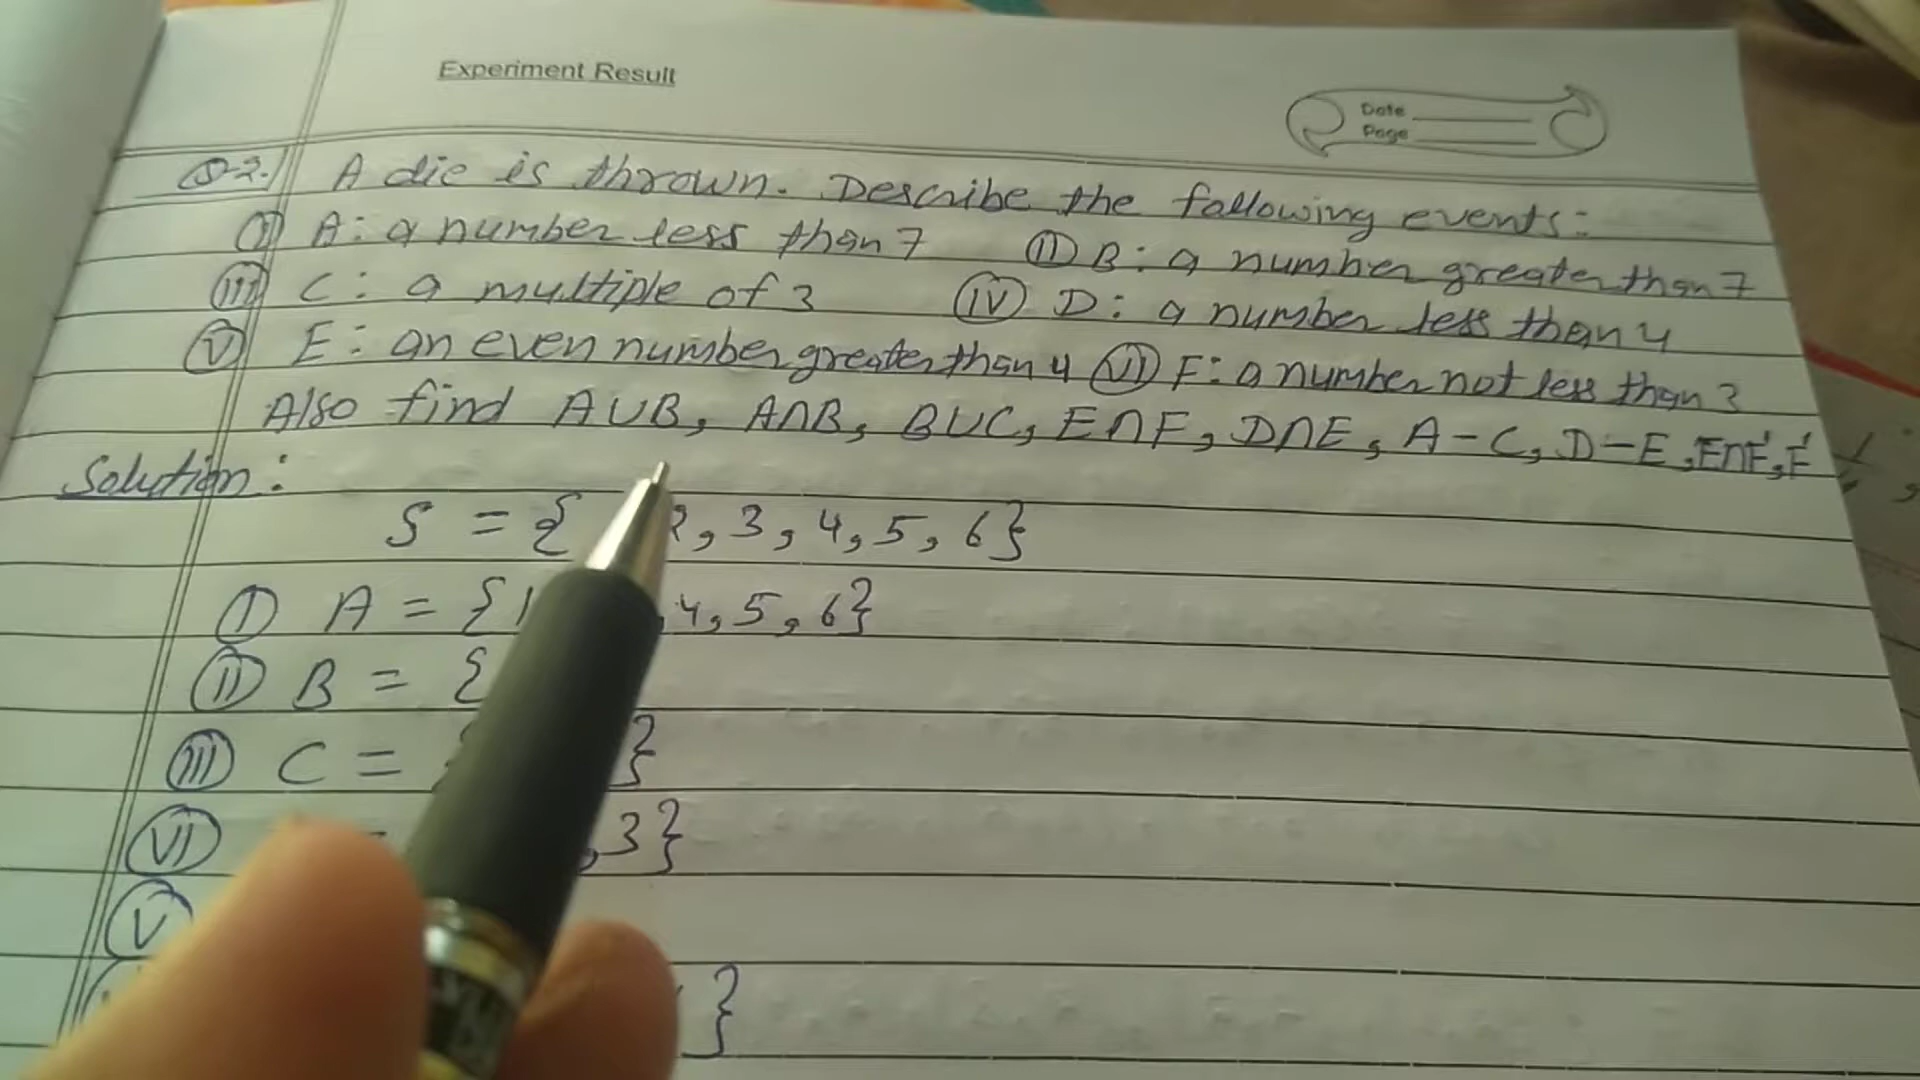 Experiment Result
Date
Page
Q-2. A die is thrown. Describe the following events:
(I) A: a number less than 7 (II) B: a number greater than 7
(III) C: a multiple of 3 (IV) D: a number less than 4
(V) E: an even number greater than 4 (VI) F: a number not less than 3
Also find A∪B, A∩B, B∪C, E∩F, D∩E, A-C, D-E, E∩F', F'
Solution:
S = { 2, 3, 4, 5, 6}
(I) A = {1 4, 5, 6}
(II) B = {
(III) C = { }
(VI) , 3}
(V)
}